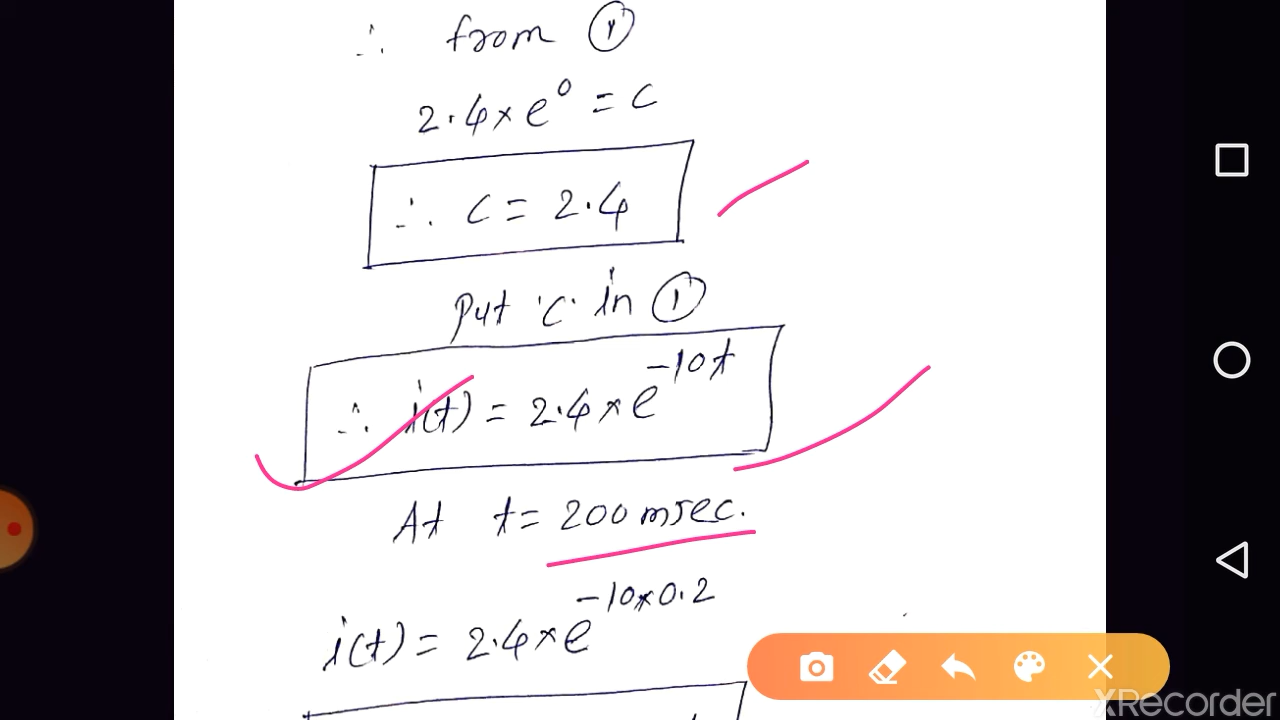 ∴ from ①
2.4×e⁰ = C
∴ C = 2.4
Put 'C' in ①
∴ i(t) = 2.4×e^-10t
At t = 200 msec.
i(t) = 2.4×e^-10×0.2
XRecorder